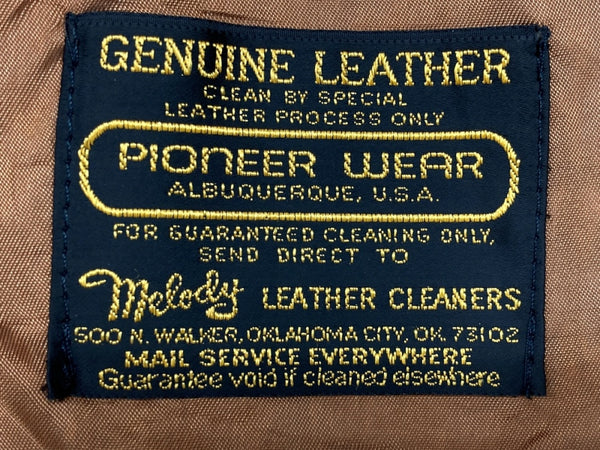 GENUINE LEATHER
CLEAN BY SPECIAL
LEATHER PROCESS ONLY
PIONEER WEAR
ALBUQUERQUE, U.S.A.
FOR GUARANTEED CLEANING ONLY,
SEND DIRECT TO
Melody LEATHER CLEANERS
500 N. WALKER, OKLAHOMA CITY, OK. 73102
MAIL SERVICE EVERYWHERE
Guarantee void if cleaned elsewhere